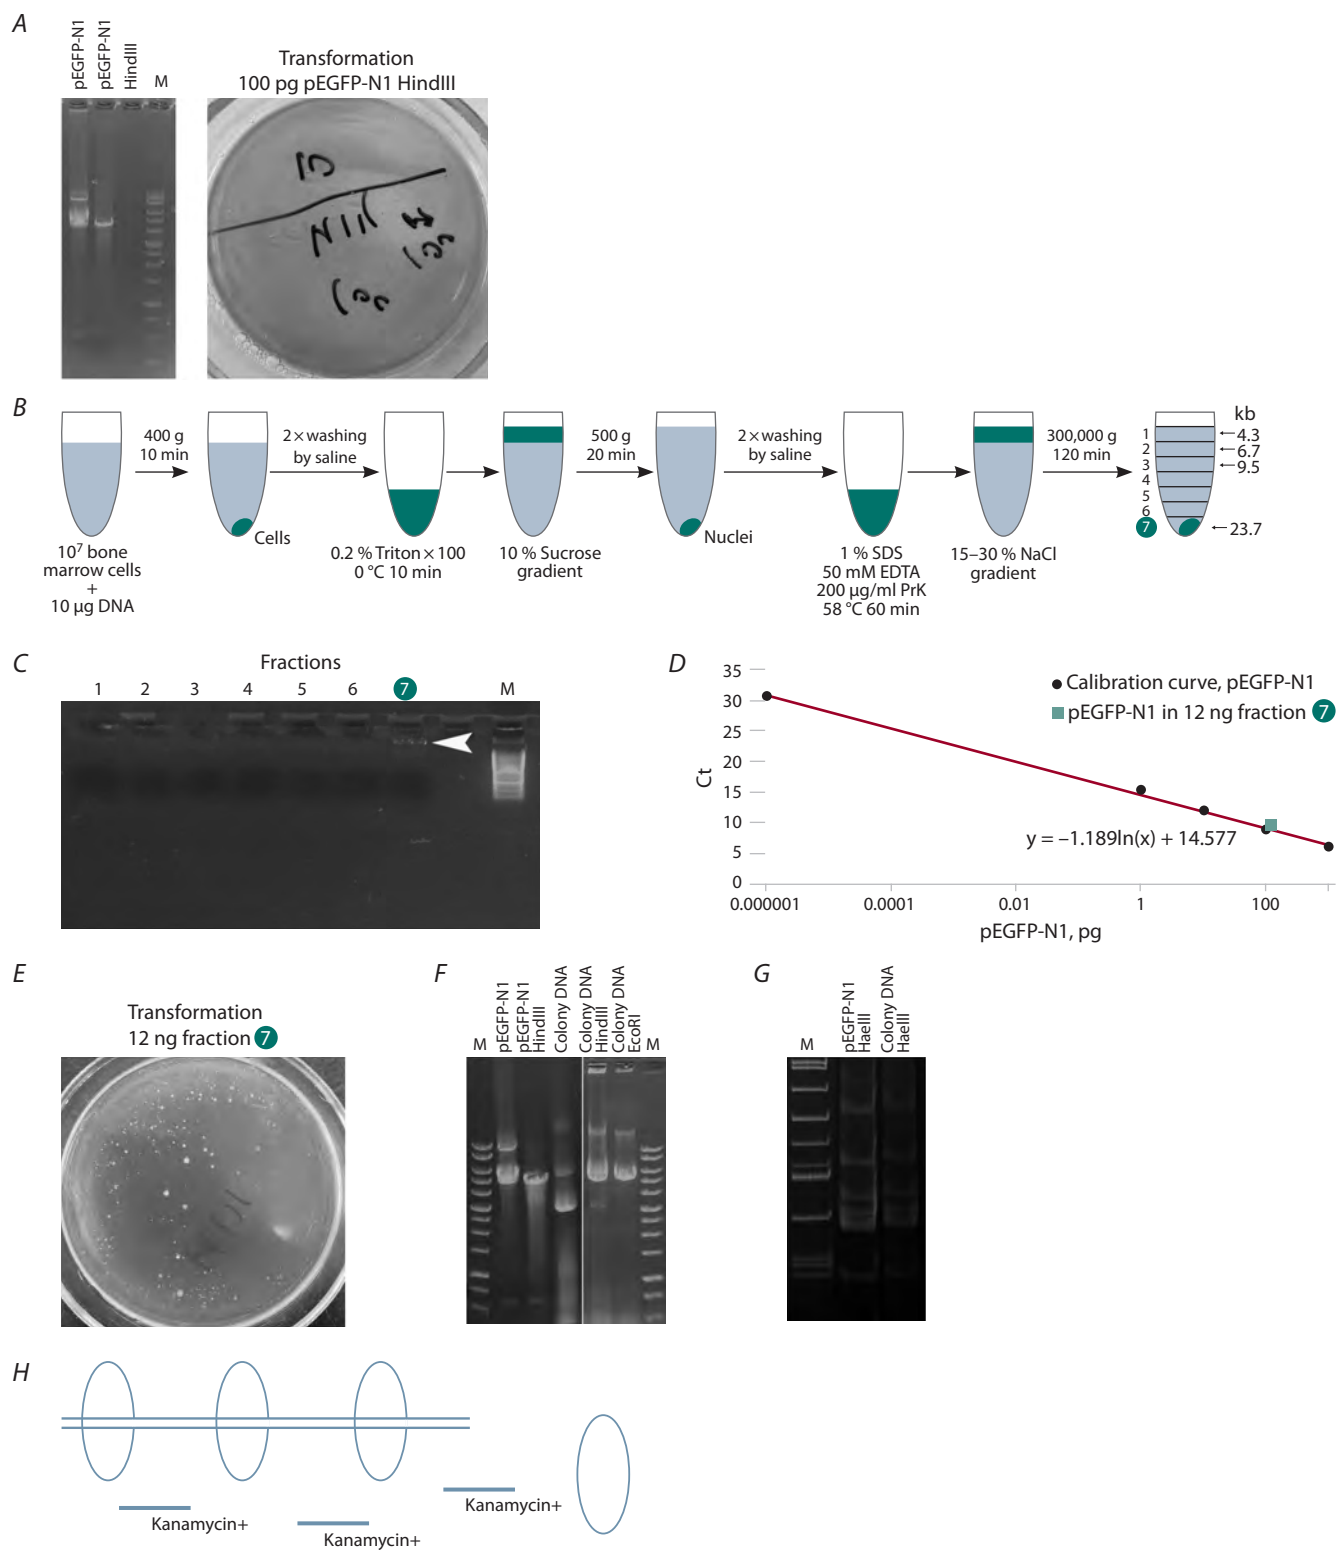 A
pEGFP-N1
pEGFP-N1
HindIII
M
Transformation
100 pg pEGFP-N1 HindIII
B
400 g
10 min
2 × washing
by saline
500 g
20 min
2 × washing
by saline
300,000 g
120 min
kb
1
2
3
4
5
6
7
4.3
6.7
9.5
23.7
Cells
Nuclei
10⁷ bone
marrow cells
+
10 µg DNA
0.2 % Triton × 100
0 °C 10 min
10 % Sucrose
gradient
1 % SDS
50 mM EDTA
200 µg/ml PrK
58 °C 60 min
15–30 % NaCl
gradient
C
Fractions
1 2 3 4 5 6 7 M
D
35
30
25
20
15
10
5
0
Ct
Calibration curve, pEGFP-N1
pEGFP-N1 in 12 ng fraction 7
y = –1.189ln(x) + 14.577
0.000001 0.0001 0.01 1 100
pEGFP-N1, pg
E
Transformation
12 ng fraction 7
F
M
pEGFP-N1
pEGFP-N1
HindIII
Colony DNA
Colony DNA
HindIII
Colony DNA
EcoRI
M
G
M
pEGFP-N1
HaeIII
Colony DNA
HaeIII
H
Kanamycin+
Kanamycin+
Kanamycin+